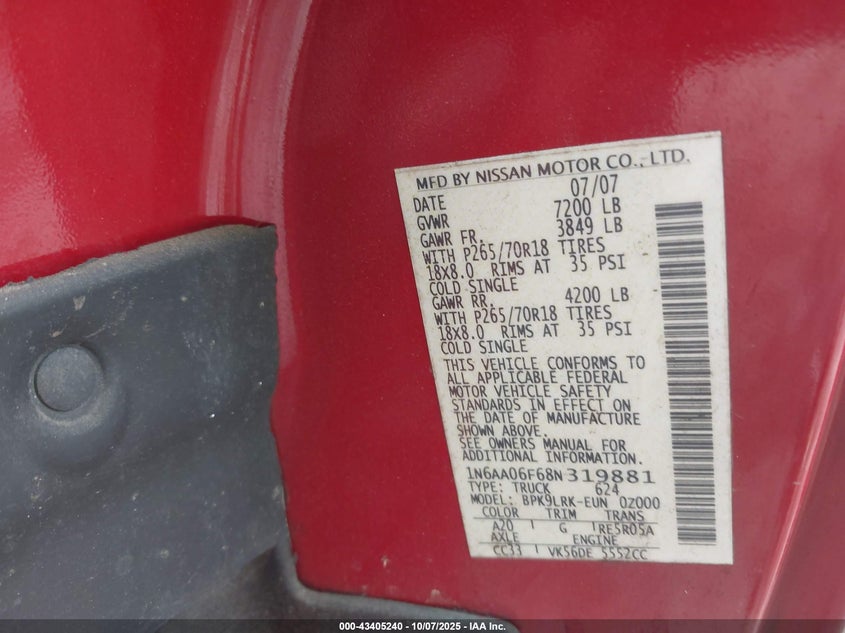 MFD BY NISSAN MOTOR CO., LTD.
DATE 07/07
GVWR 7200 LB
GAWR FR. 3849 LB
WITH P265/70R18 TIRES
18X8.0 RIMS AT 35 PSI
COLD SINGLE
GAWR RR. 4200 LB
WITH P265/70R18 TIRES
18X8.0 RIMS AT 35 PSI
COLD SINGLE
THIS VEHICLE CONFORMS TO
ALL APPLICABLE FEDERAL
MOTOR VEHICLE SAFETY
STANDARDS IN EFFECT ON
THE DATE OF MANUFACTURE
SHOWN ABOVE.
SEE OWNERS MANUAL FOR
ADDITIONAL INFORMATION.
1N6AA06F68N319881
TYPE: TRUCK 624
MODEL: BPK9LRK-EUN 0Z000
COLOR TRIM TRANS
A20 G RE5R05A
AXLE ENGINE
CC33 VK56DE 5552CC
000-43405240 - 10/07/2025 - IAA Inc.